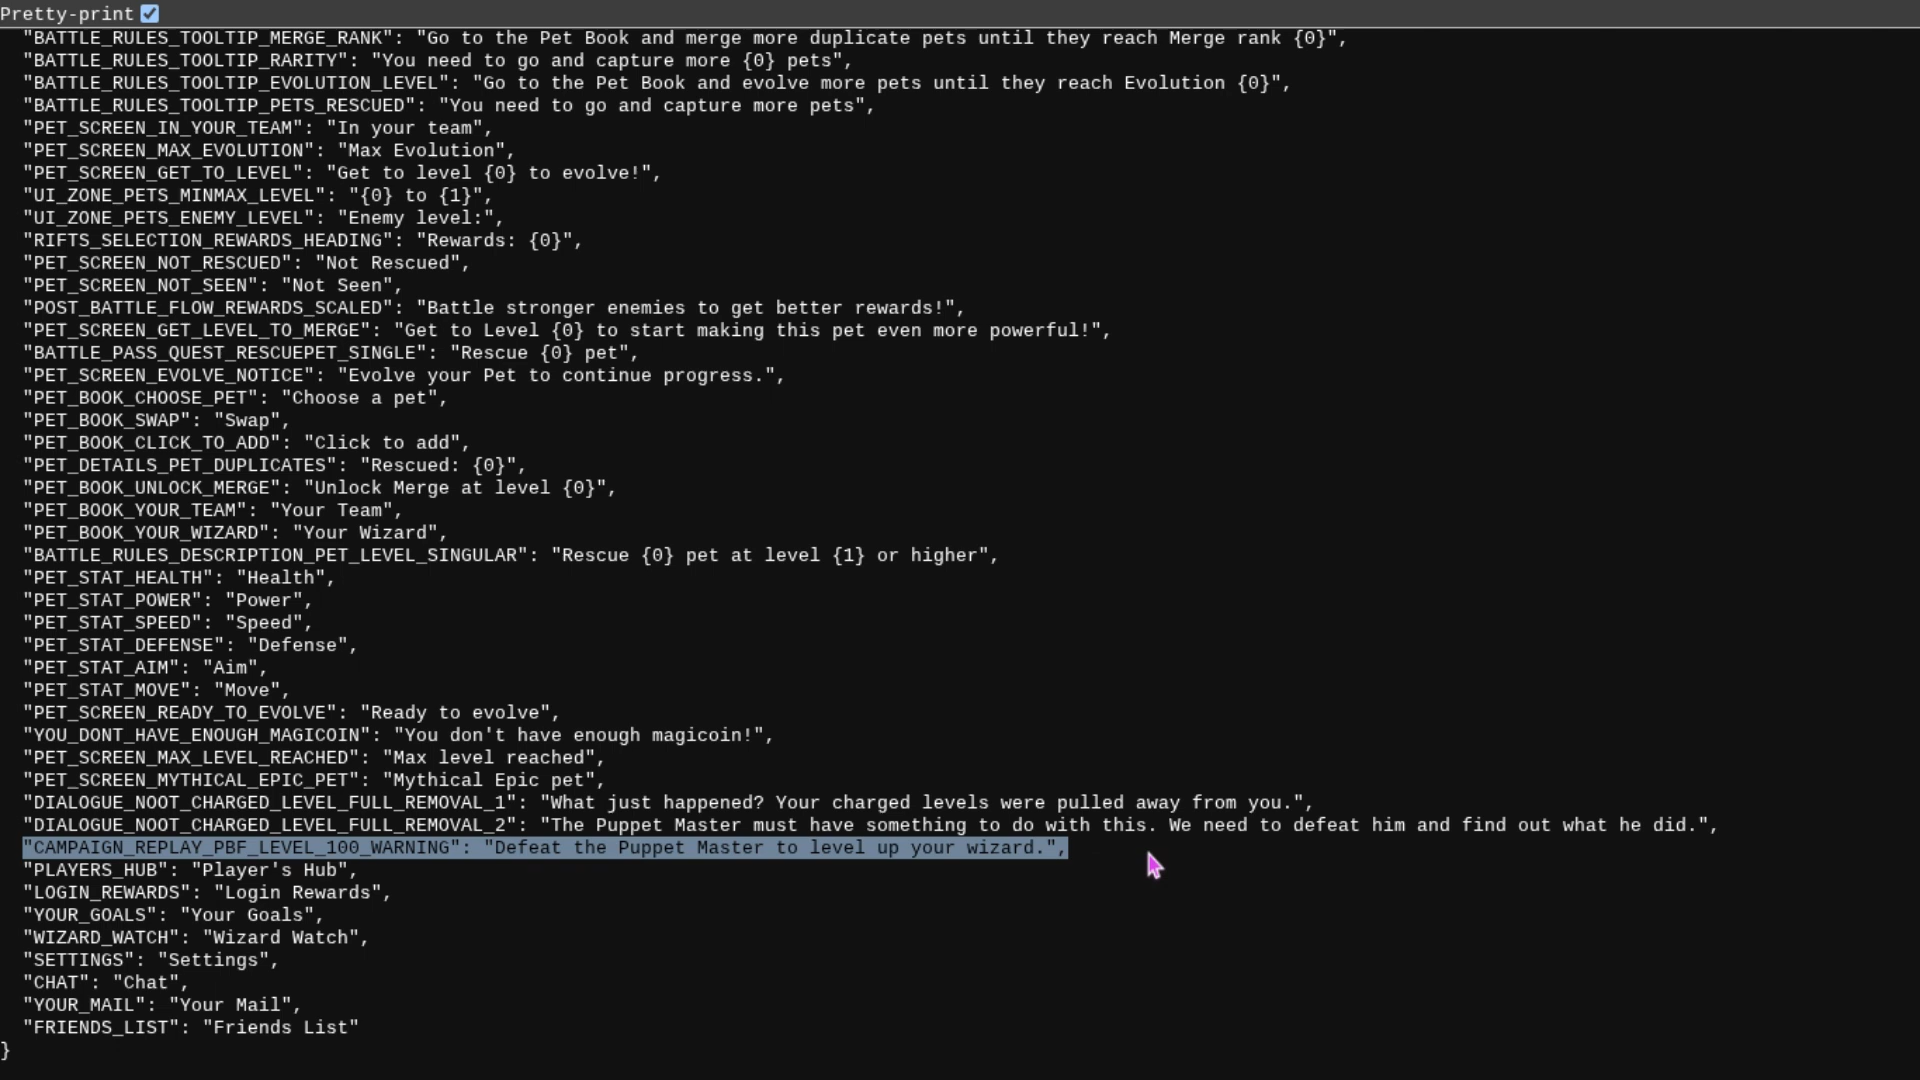 Pretty-print
"BATTLE_RULES_TOOLTIP_MERGE_RANK": "Go to the Pet Book and merge more duplicate pets until they reach Merge rank {0}",
"BATTLE_RULES_TOOLTIP_RARITY": "You need to go and capture more {0} pets",
"BATTLE_RULES_TOOLTIP_EVOLUTION_LEVEL": "Go to the Pet Book and evolve more pets until they reach Evolution {0}",
"BATTLE_RULES_TOOLTIP_PETS_RESCUED": "You need to go and capture more pets",
"PET_SCREEN_IN_YOUR_TEAM": "In your team",
"PET_SCREEN_MAX_EVOLUTION": "Max Evolution",
"PET_SCREEN_GET_TO_LEVEL": "Get to level {0} to evolve!",
"UI_ZONE_PETS_MINMAX_LEVEL": "{0} to {1}",
"UI_ZONE_PETS_ENEMY_LEVEL": "Enemy level:",
"RIFTS_SELECTION_REWARDS_HEADING": "Rewards: {0}",
"PET_SCREEN_NOT_RESCUED": "Not Rescued",
"PET_SCREEN_NOT_SEEN": "Not Seen",
"POST_BATTLE_FLOW_REWARDS_SCALED": "Battle stronger enemies to get better rewards!",
"PET_SCREEN_GET_LEVEL_TO_MERGE": "Get to Level {0} to start making this pet even more powerful!",
"BATTLE_PASS_QUEST_RESCUEPET_SINGLE": "Rescue {0} pet",
"PET_SCREEN_EVOLVE_NOTICE": "Evolve your Pet to continue progress.",
"PET_BOOK_CHOOSE_PET": "Choose a pet",
"PET_BOOK_SWAP": "Swap",
"PET_BOOK_CLICK_TO_ADD": "Click to add",
"PET_DETAILS_PET_DUPLICATES": "Rescued: {0}",
"PET_BOOK_UNLOCK_MERGE": "Unlock Merge at level {0}",
"PET_BOOK_YOUR_TEAM": "Your Team",
"PET_BOOK_YOUR_WIZARD": "Your Wizard",
"BATTLE_RULES_DESCRIPTION_PET_LEVEL_SINGULAR": "Rescue {0} pet at level {1} or higher",
"PET_STAT_HEALTH": "Health",
"PET_STAT_POWER": "Power",
"PET_STAT_SPEED": "Speed",
"PET_STAT_DEFENSE": "Defense",
"PET_STAT_AIM": "Aim",
"PET_STAT_MOVE": "Move",
"PET_SCREEN_READY_TO_EVOLVE": "Ready to evolve",
"YOU_DONT_HAVE_ENOUGH_MAGICOIN": "You don't have enough magicoin!",
"PET_SCREEN_MAX_LEVEL_REACHED": "Max level reached",
"PET_SCREEN_MYTHICAL_EPIC_PET": "Mythical Epic pet",
"DIALOGUE_NOOT_CHARGED_LEVEL_FULL_REMOVAL_1": "What just happened? Your charged levels were pulled away from you.",
"DIALOGUE_NOOT_CHARGED_LEVEL_FULL_REMOVAL_2": "The Puppet Master must have something to do with this. We need to defeat him and find out what he did.",
"CAMPAIGN_REPLAY_PBF_LEVEL_100_WARNING": "Defeat the Puppet Master to level up your wizard.",
"PLAYERS_HUB": "Player's Hub",
"LOGIN_REWARDS": "Login Rewards",
"YOUR_GOALS": "Your Goals",
"WIZARD_WATCH": "Wizard Watch",
"SETTINGS": "Settings",
"CHAT": "Chat",
"YOUR_MAIL": "Your Mail",
"FRIENDS_LIST": "Friends List"
}